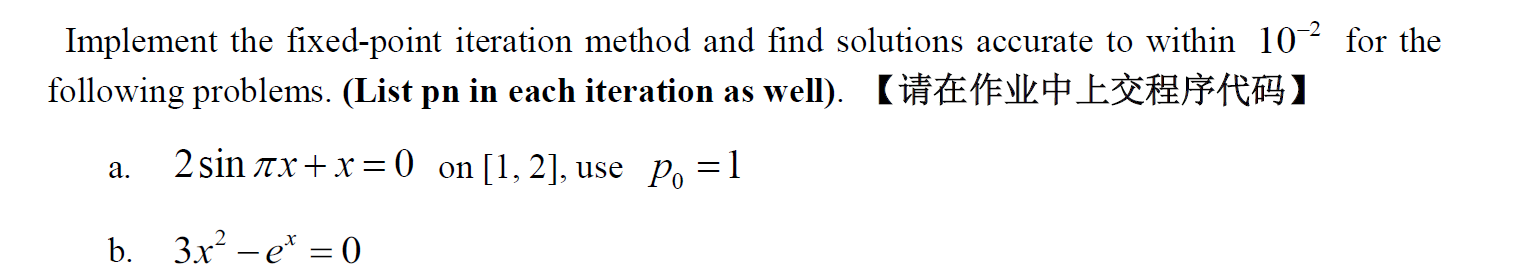 Implement the fixed-point iteration method and find solutions accurate to within 10⁻² for the
following problems. (List pn in each iteration as well). 【请在作业中上交程序代码】
a. 2 sin πx + x = 0 on [1, 2], use p₀ = 1
b. 3x² − eˣ = 0